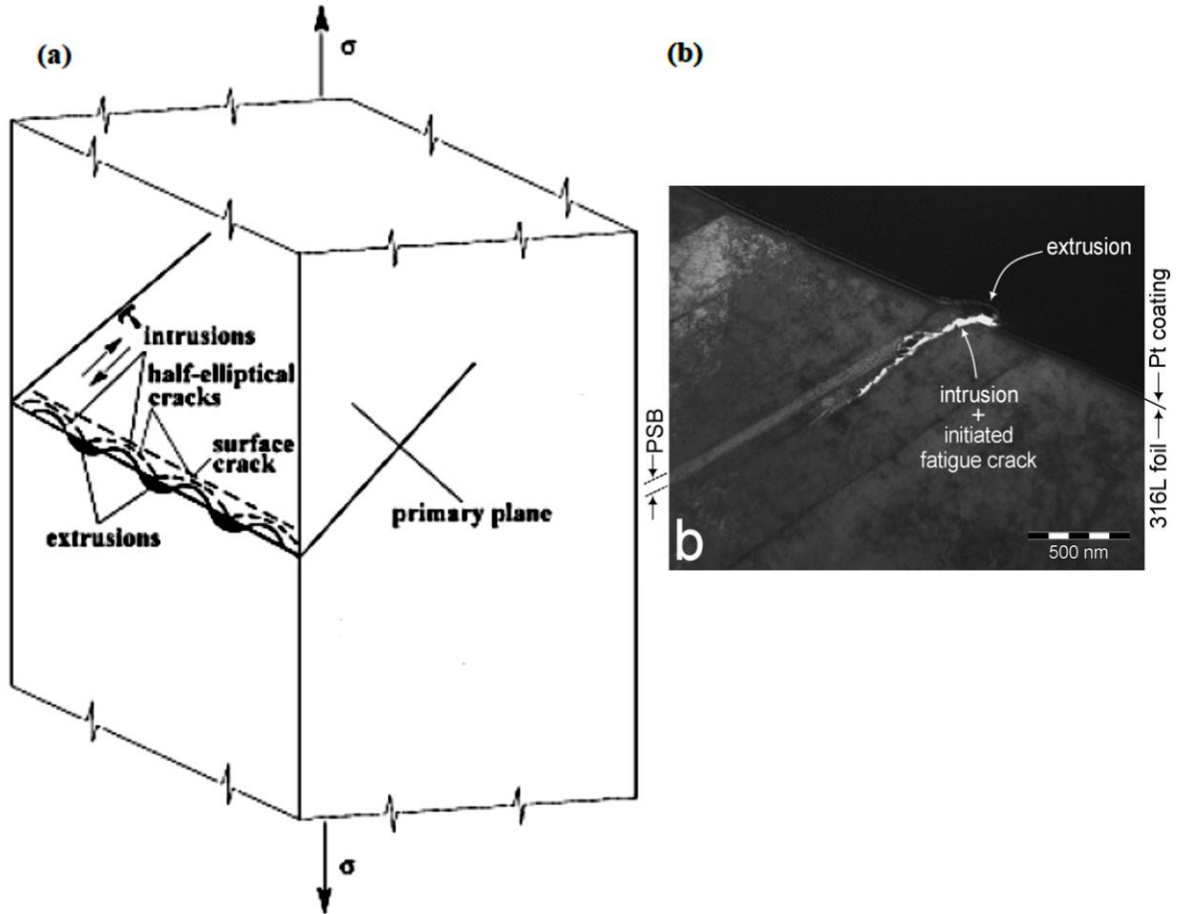 (a)
σ
intrusions
half-elliptical
cracks
surface
crack
extrusions
primary plane
σ
(b)
extrusion
intrusion
+
initiated
fatigue crack
PSB
316L foil
Pt coating
b
500 nm